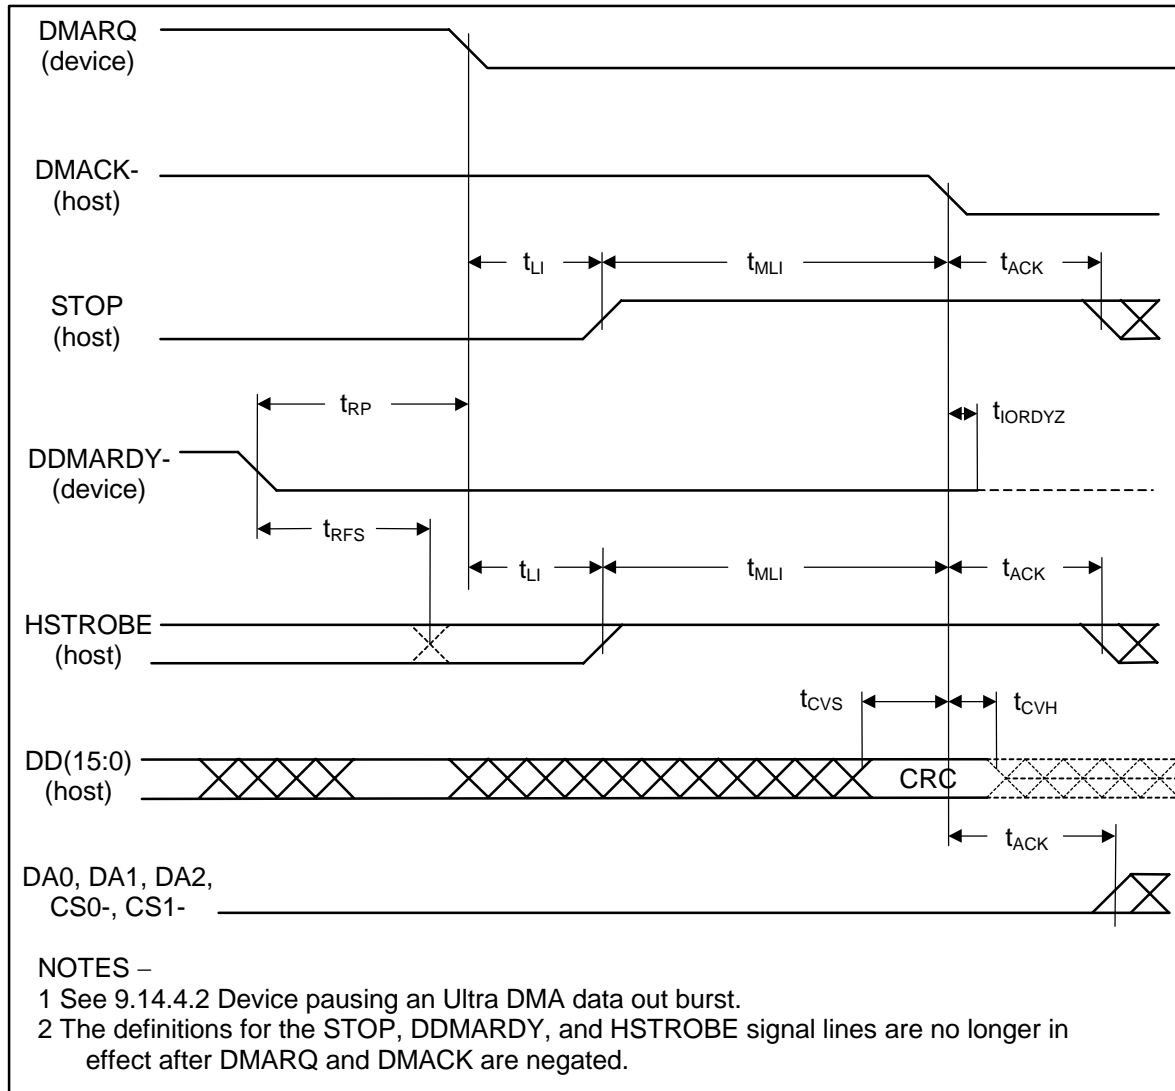 DMARQ
(device)
DMACK-
(host)
tLI
tMLI
tACK
STOP
(host)
tRP
tIORDYZ
DDMARDY-
(device)
tRFS
tLI
tMLI
tACK
HSTROBE
(host)
tCVS
tCVH
DD(15:0)
(host)
CRC
tACK
DA0, DA1, DA2,
CS0-, CS1-
NOTES –
1 See 9.14.4.2 Device pausing an Ultra DMA data out burst.
2 The definitions for the STOP, DDMARDY, and HSTROBE signal lines are no longer in
effect after DMARQ and DMACK are negated.